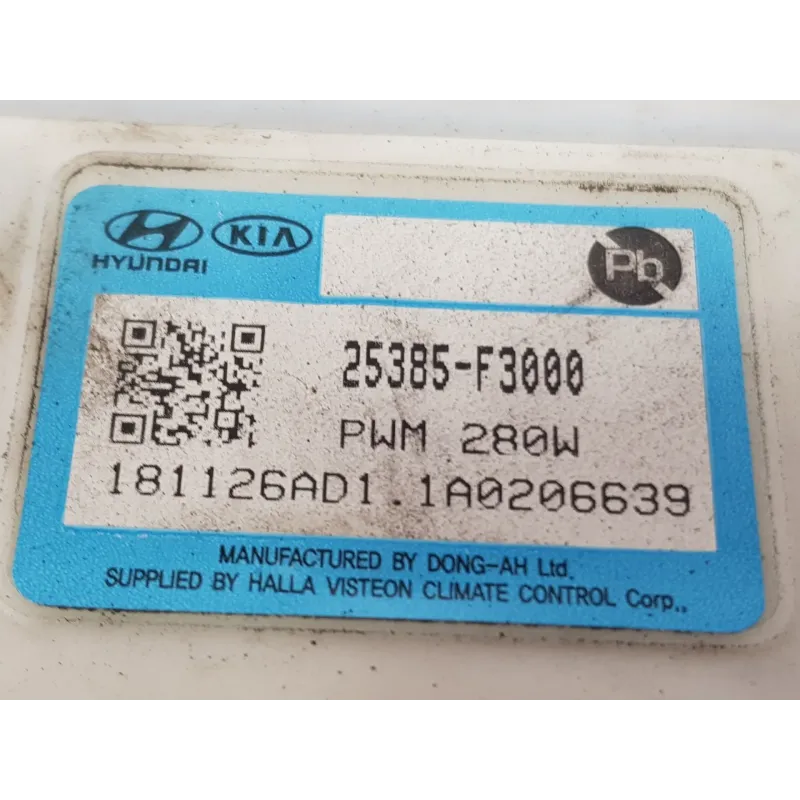 HYUNDAI
KIA
Pb
25385-F3000
PWM 280W
181126AD1.1A0206639
MANUFACTURED BY DONG-AH Ltd.
SUPPLIED BY HALLA VISTEON CLIMATE CONTROL Corp..